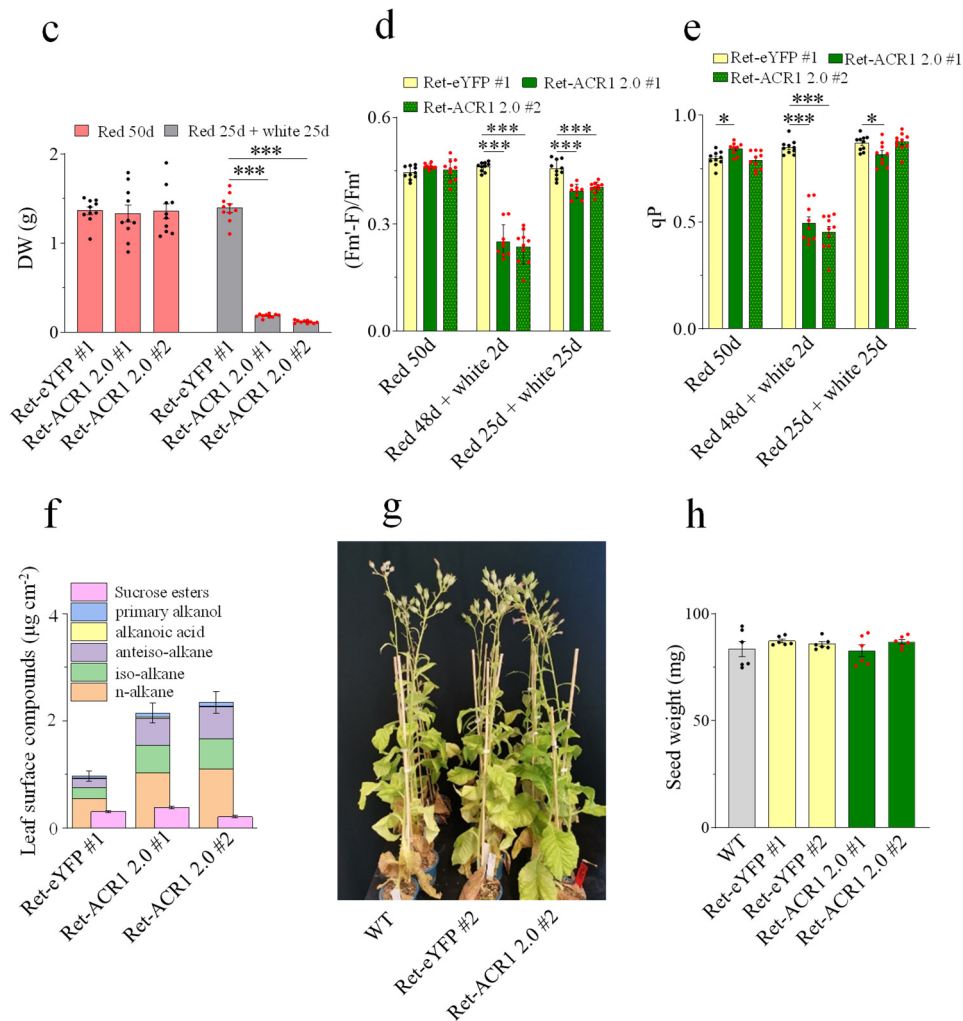 c
Red 50d
Red 25d + white 25d
DW (g)
2
1
0
Ret-eYFP #1
Ret-ACR1 2.0 #1
Ret-ACR1 2.0 #2
Ret-eYFP #1
Ret-ACR1 2.0 #1
Ret-ACR1 2.0 #2
***
***
d
Ret-eYFP #1
Ret-ACR1 2.0 #1
Ret-ACR1 2.0 #2
(Fm'-F)/Fm'
0.6
0.3
0.0
***
***
***
***
Red 50d
Red 48d + white 2d
Red 25d + white 25d
e
Ret-eYFP #1
Ret-ACR1 2.0 #1
Ret-ACR1 2.0 #2
qP
1.0
0.5
0.0
*
***
***
*
Red 50d
Red 48d + white 2d
Red 25d + white 25d
f
Leaf surface compounds (µg cm-2)
4
2
0
Sucrose esters
primary alkanol
alkanoic acid
anteiso-alkane
iso-alkane
n-alkane
Ret-eYFP #1
Ret-ACR1 2.0 #1
Ret-ACR1 2.0 #2
g
WT
Ret-eYFP #2
Ret-ACR1 2.0 #2
h
Seed weight (mg)
100
50
0
WT
Ret-eYFP #1
Ret-eYFP #2
Ret-ACR1 2.0 #1
Ret-ACR1 2.0 #2